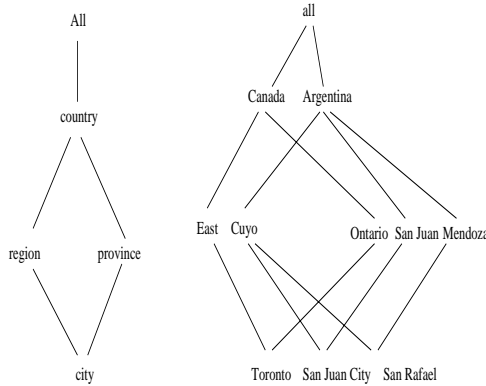 All
country
region province
city
all
Canada Argentina
East Cuyo Ontario San Juan Mendoza
Toronto San Juan City San Rafael